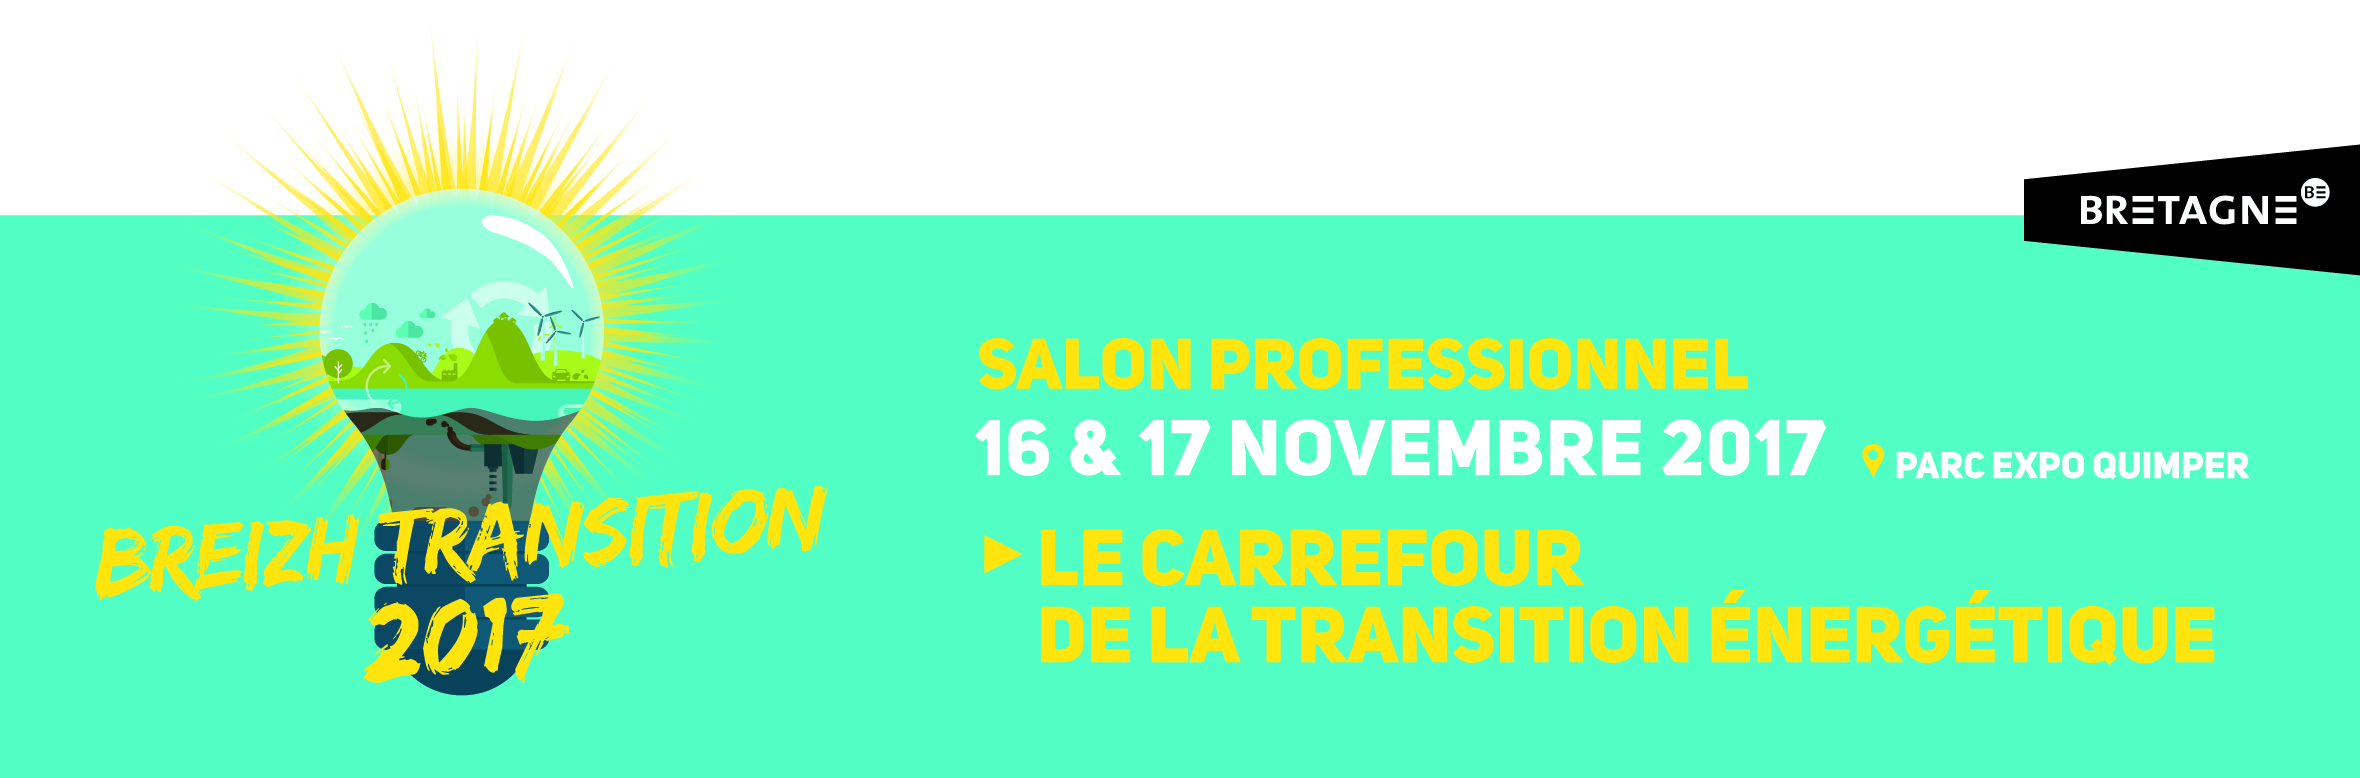 BRETAGNE BE
SALON PROFESSIONNEL
16 & 17 NOVEMBRE 2017
PARC EXPO QUIMPER
LE CARREFOUR
DE LA TRANSITION ÉNERGÉTIQUE
BREIZH TRANSITION
2017